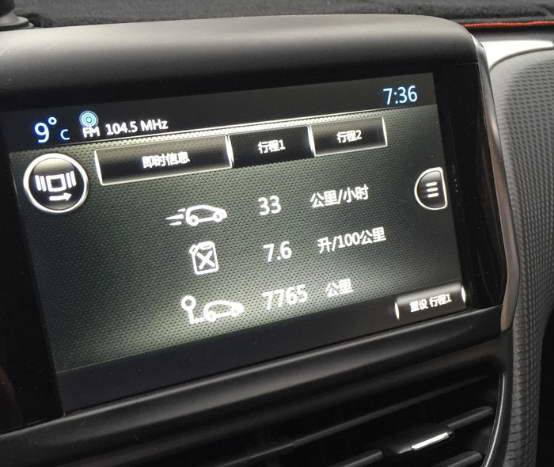 7:36
9°C FM 104.5 MHz
即时信息 行程1 行程2
33 公里/小时
7.6 升/100公里
7765 公里
重设 行程1